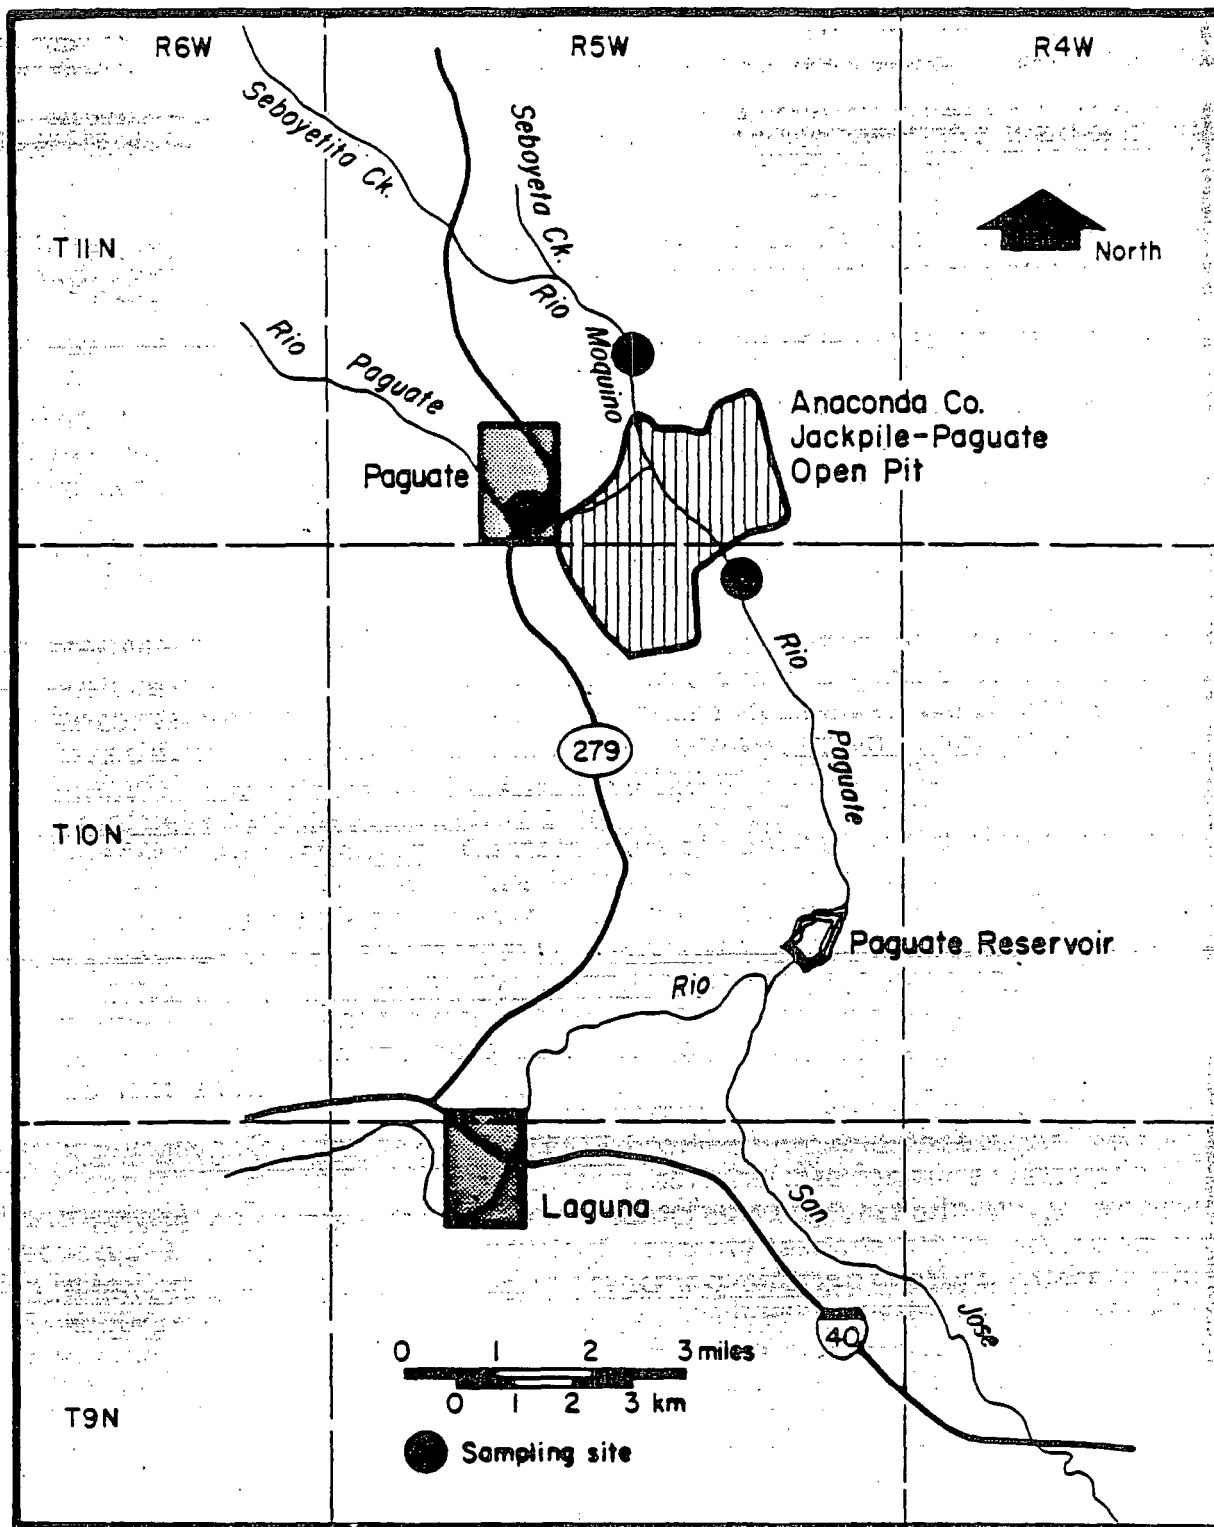 R6W
R5W
R4W
Seboyetita Ck.
Seboyeta Ck.
T11N
North
Rio
Moquino
Rio
Paguate
Anaconda Co.
Jackpile-Paguate
Open Pit
Paguate
Rio
Paguate
279
T10N
Paguate Reservoir
Rio
Laguna
San
Jose
40
0 1 2 3 miles
0 1 2 3 km
T9N
Sampling site